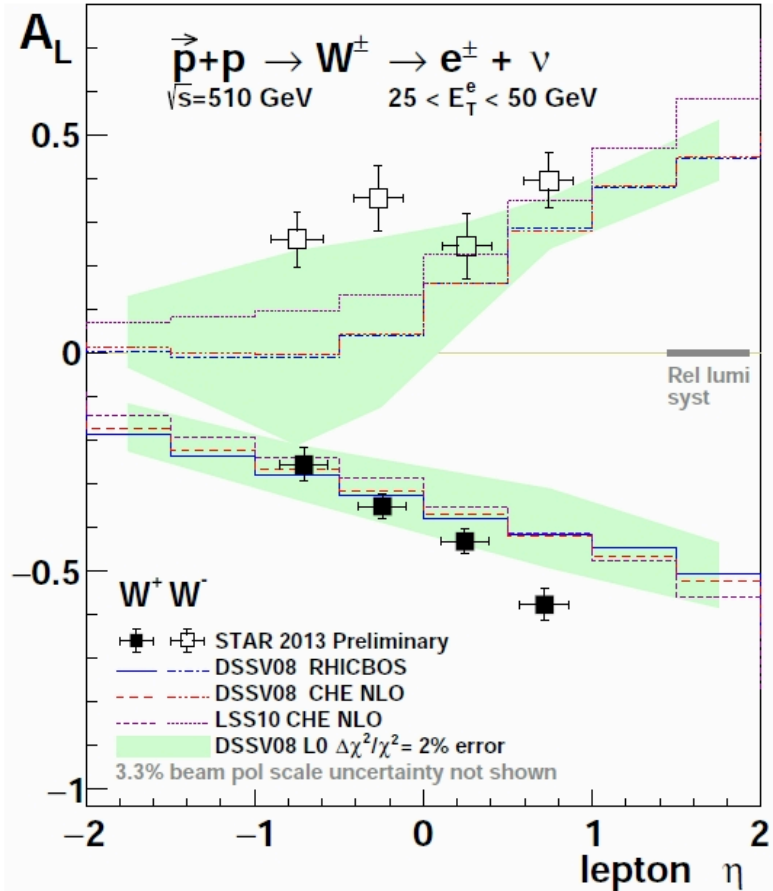 A_L
p⃗+p → W^± → e^± + ν
√s=510 GeV 25 < E_T^e < 50 GeV
0.5
0
Rel lumi
syst
−0.5
W⁺ W⁻
STAR 2013 Preliminary
DSSV08 RHICBOS
DSSV08 CHE NLO
LSS10 CHE NLO
DSSV08 L0 Δχ²/χ²= 2% error
3.3% beam pol scale uncertainty not shown
−1
−2 −1 0 1 2
lepton η